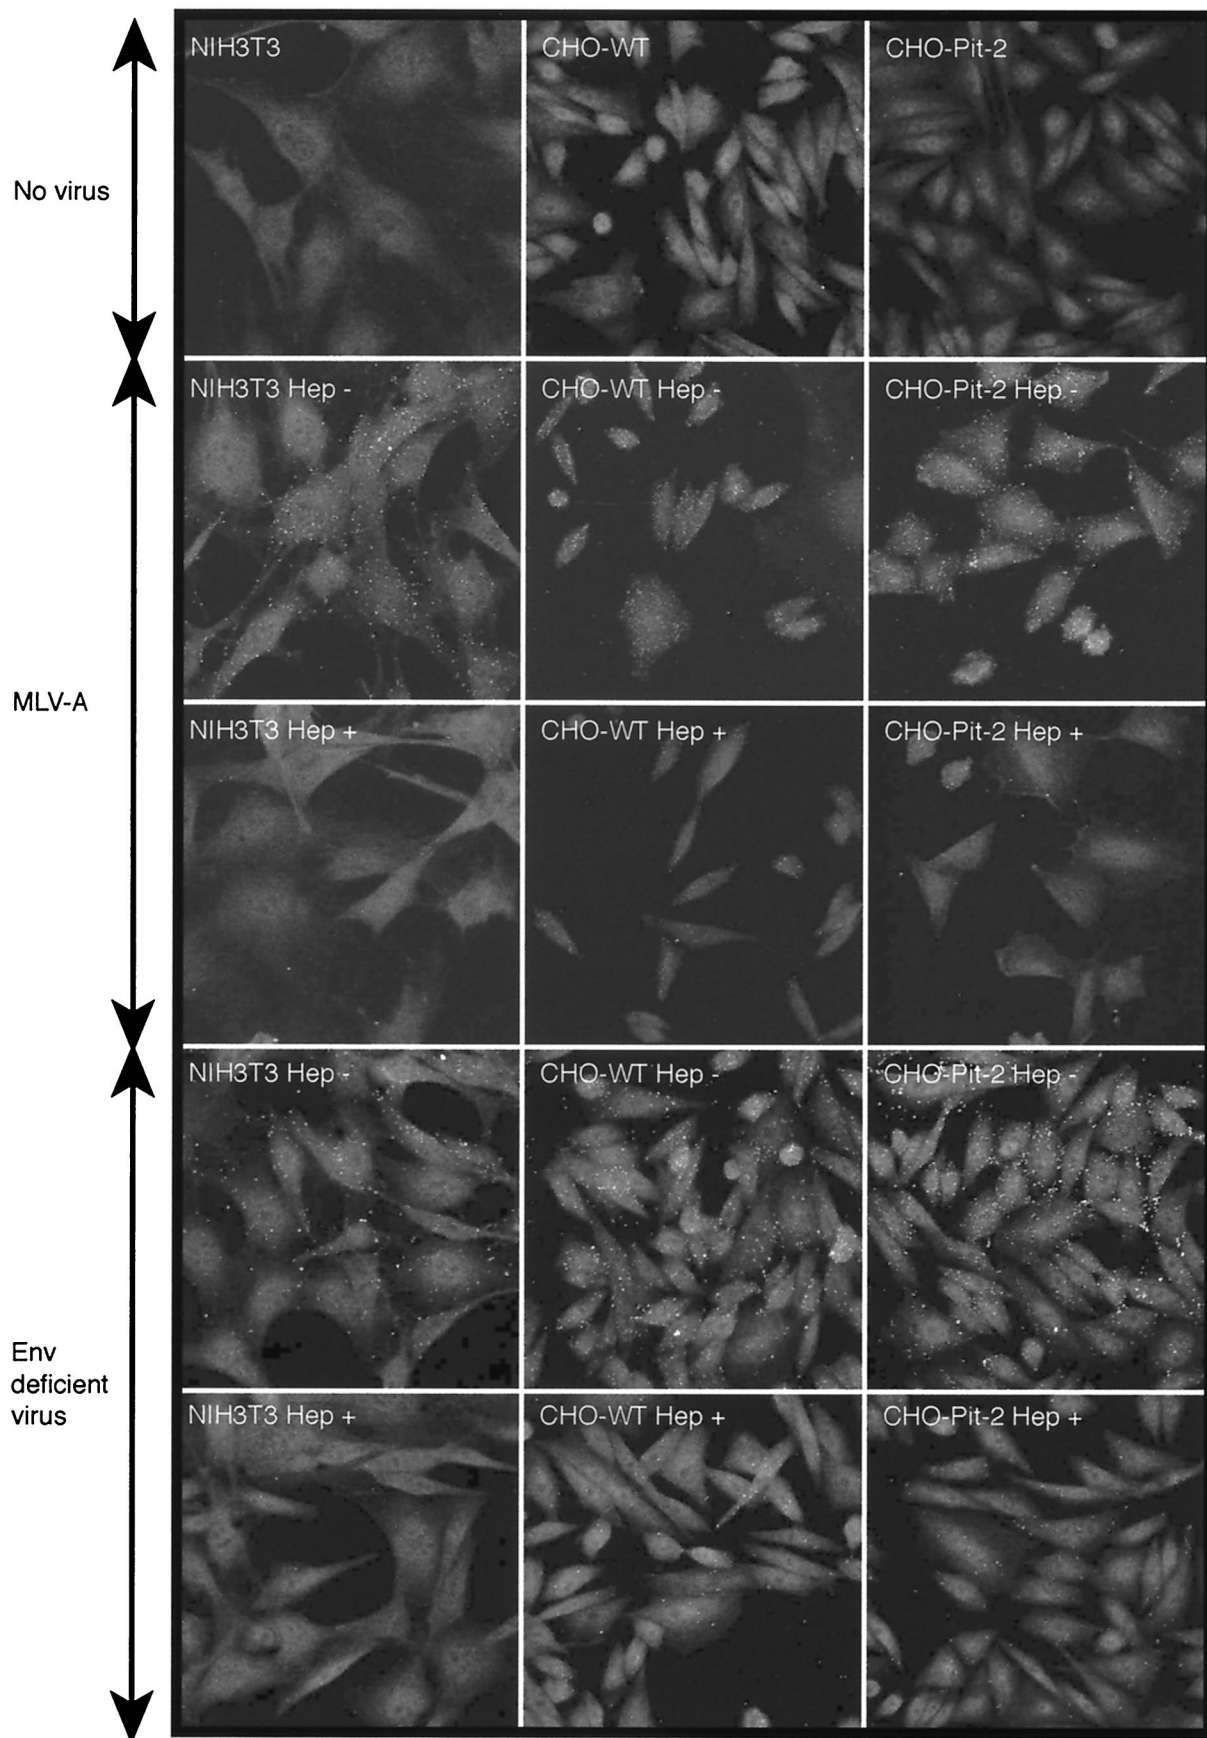 NIH3T3
CHO-WT
CHO-Pit-2
No virus
NIH3T3 Hep -
CHO-WT Hep -
CHO-Pit-2 Hep -
MLV-A
NIH3T3 Hep +
CHO-WT Hep +
CHO-Pit-2 Hep +
NIH3T3 Hep -
CHO-WT Hep -
CHO-Pit-2 Hep -
Env
deficient
virus
NIH3T3 Hep +
CHO-WT Hep +
CHO-Pit-2 Hep +